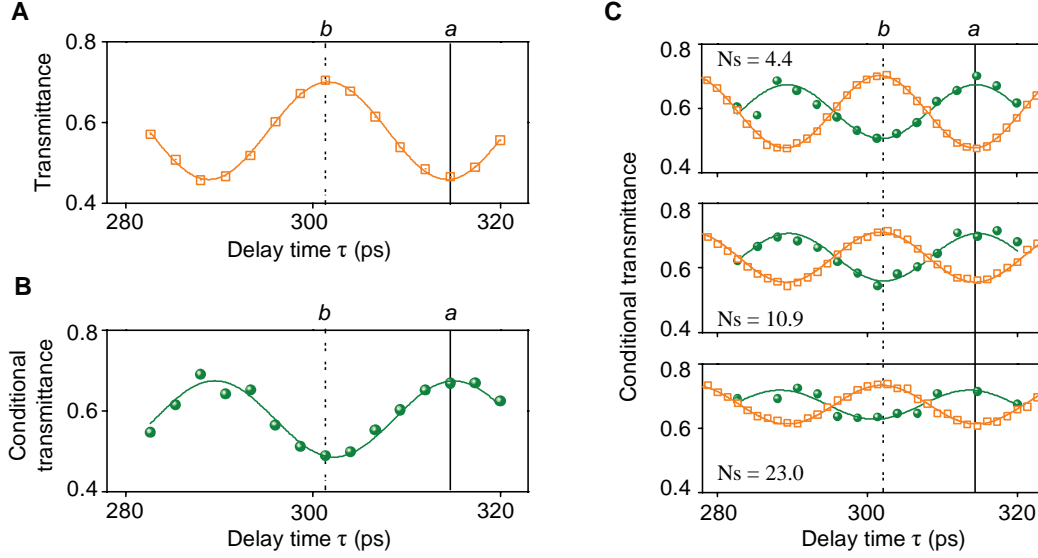 A
b
a
0.8
0.6
0.4
Transmittance
280
300
320
Delay time τ (ps)
B
b
a
0.8
0.6
0.4
Conditional
transmittance
280
300
320
Delay time τ (ps)
C
b
a
0.8
Ns = 4.4
0.6
0.4
0.8
0.6
Ns = 10.9
0.4
0.8
0.6
Ns = 23.0
0.4
Conditional transmittance
280
300
320
Delay time τ (ps)